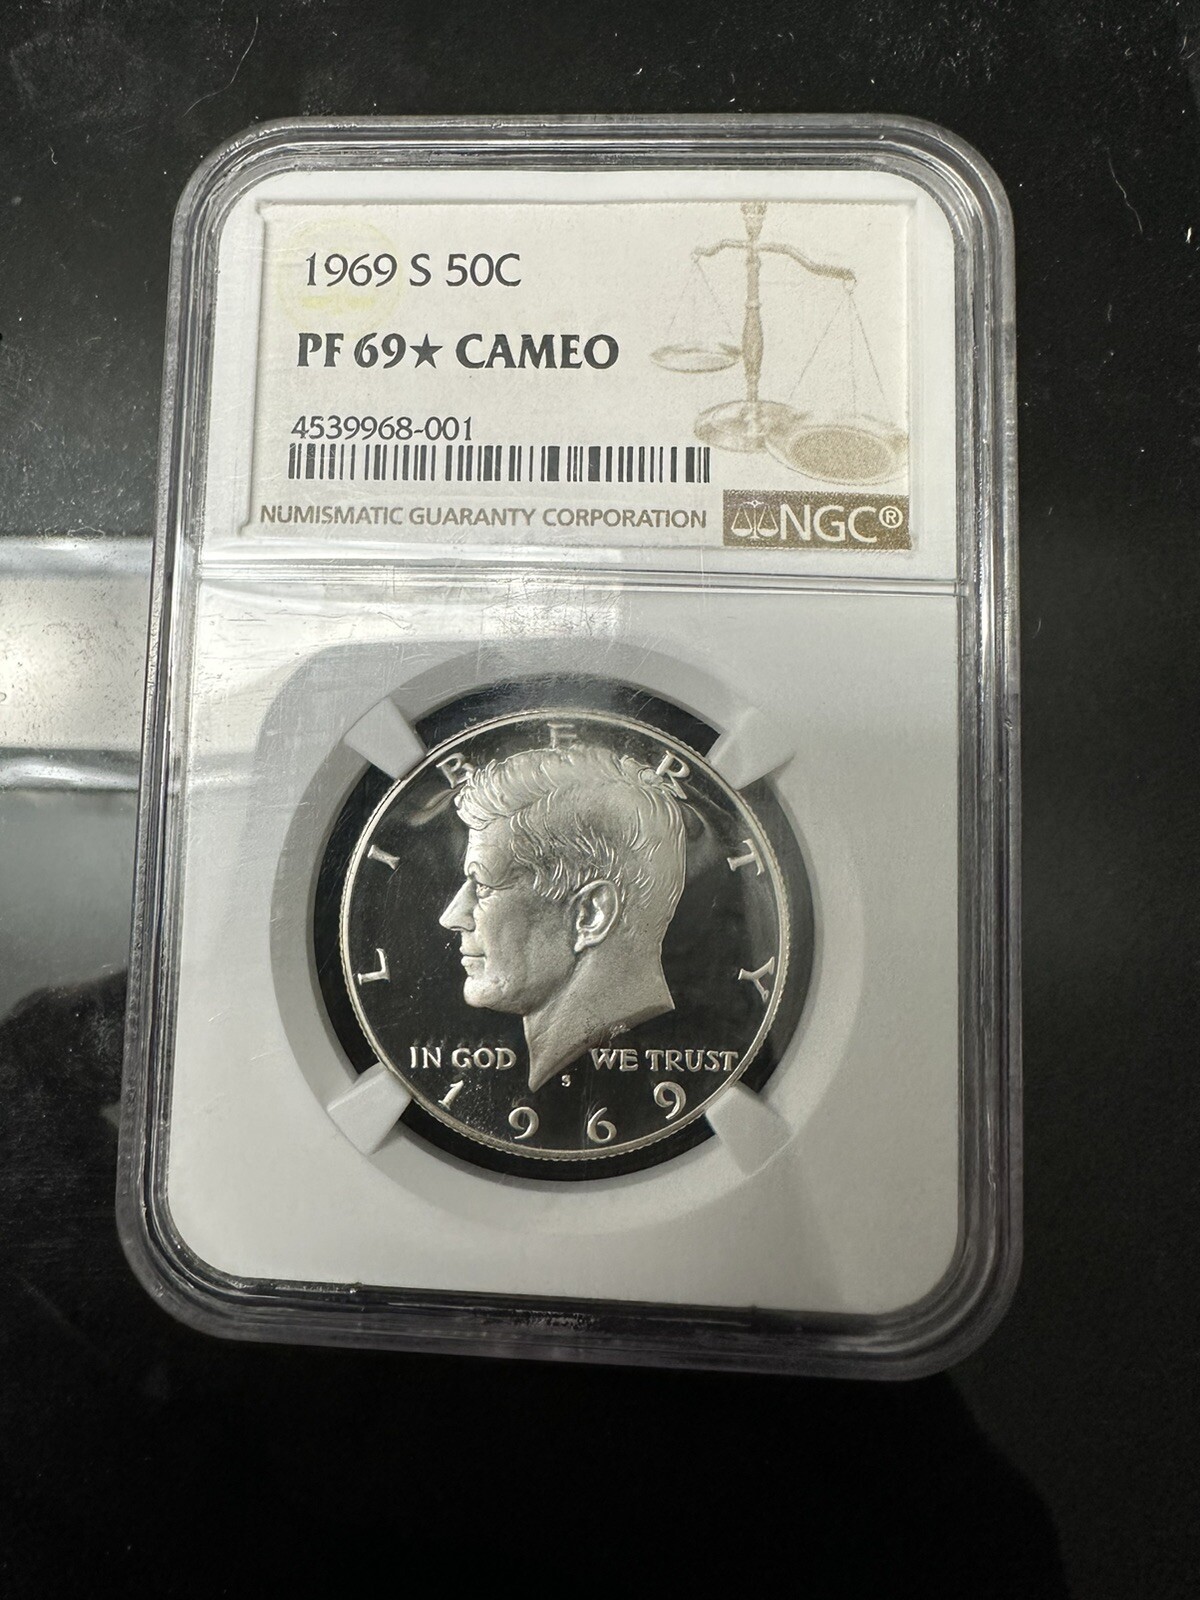 1969 S 50C
PF 69★ CAMEO
4539968-001
NUMISMATIC GUARANTY CORPORATION
NGC®
LIBERTY
IN GOD WE TRUST
S
1969